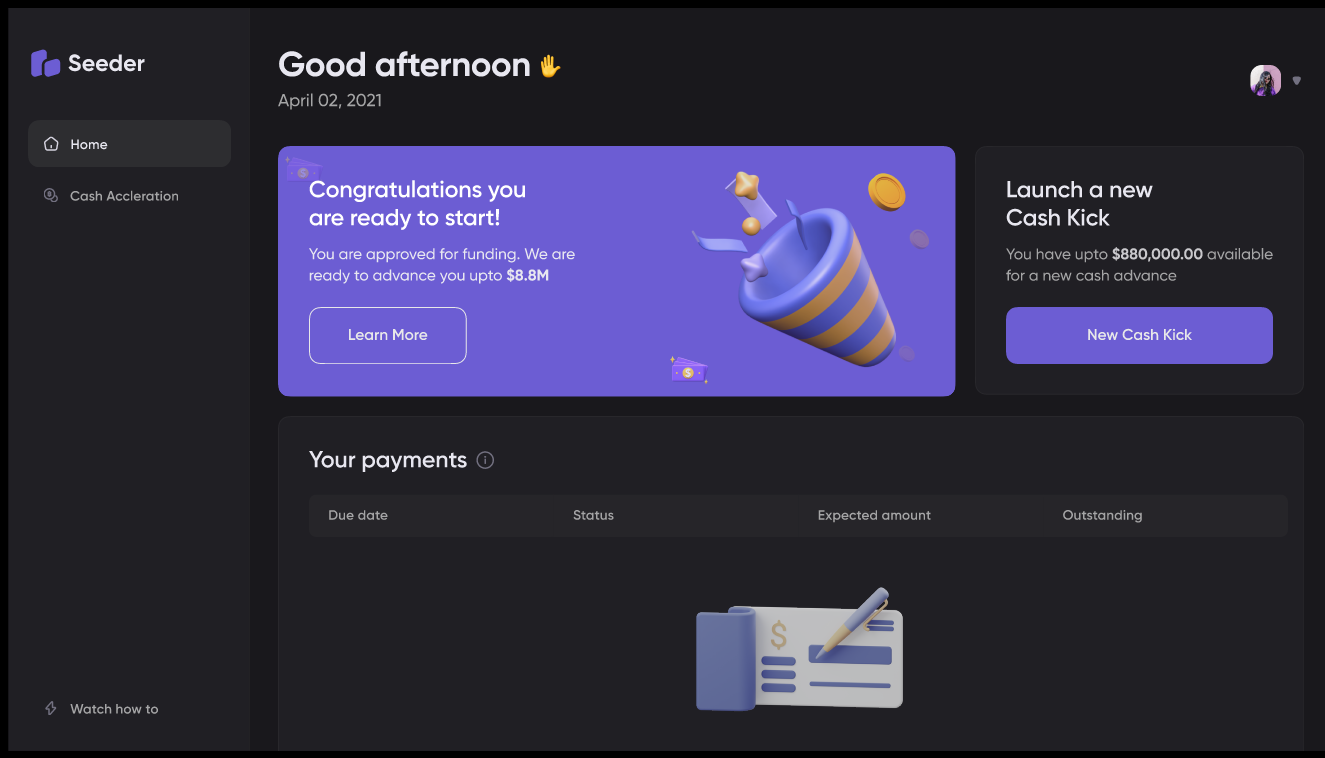 Seeder
Home
Cash Accleration
Watch how to
Good afternoon 🖐
April 02, 2021
Congratulations you
are ready to start!
You are approved for funding. We are
ready to advance you upto $8.8M
Learn More
$
Launch a new
Cash Kick
You have upto $880,000.00 available
for a new cash advance
New Cash Kick
Your payments
Due date Status Expected amount Outstanding
$